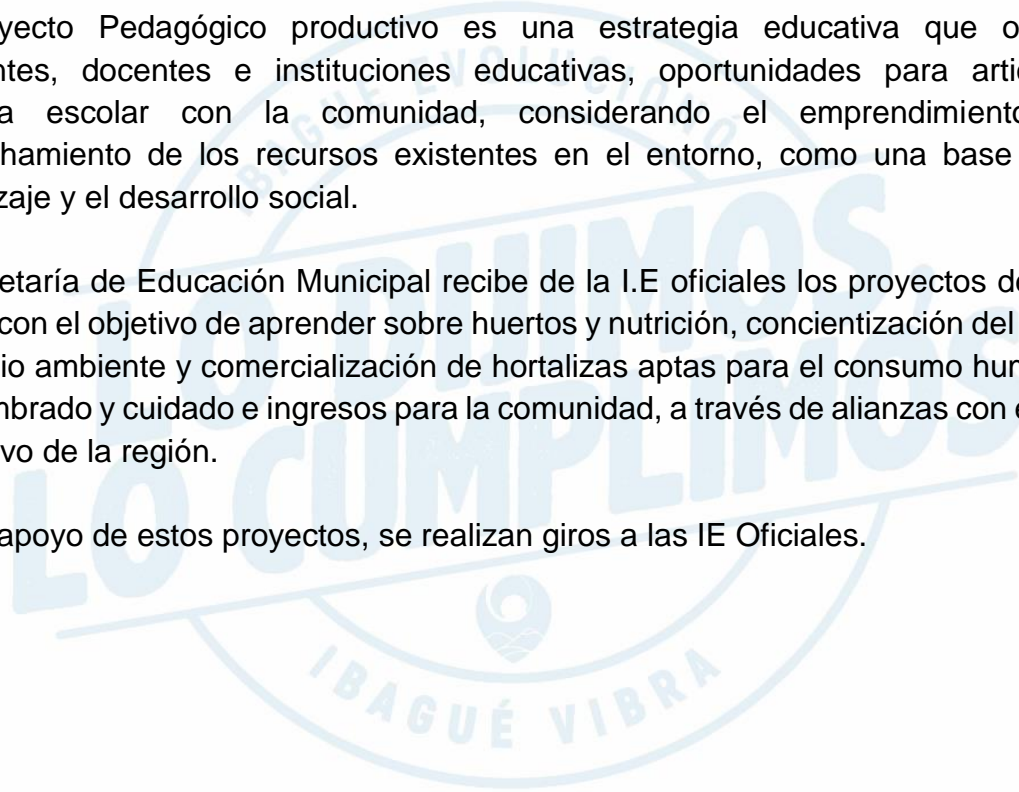 yecto Pedagógico productivo es una estrategia educativa que o
ntes, docentes e instituciones educativas, oportunidades para arti
a escolar con la comunidad, considerando el emprendimiento
hamiento de los recursos existentes en el entorno, como una base
zaje y el desarrollo social.
etaría de Educación Municipal recibe de la I.E oficiales los proyectos de
con el objetivo de aprender sobre huertos y nutrición, concientización del
io ambiente y comercialización de hortalizas aptas para el consumo hum
mbrado y cuidado e ingresos para la comunidad, a través de alianzas con e
vo de la región.
apoyo de estos proyectos, se realizan giros a las IE Oficiales.
IBAGUÉ EVOLUCIONÓ
LO DIJIMOS,
LO CUMPLIMOS
IBAGUÉ VIBRA